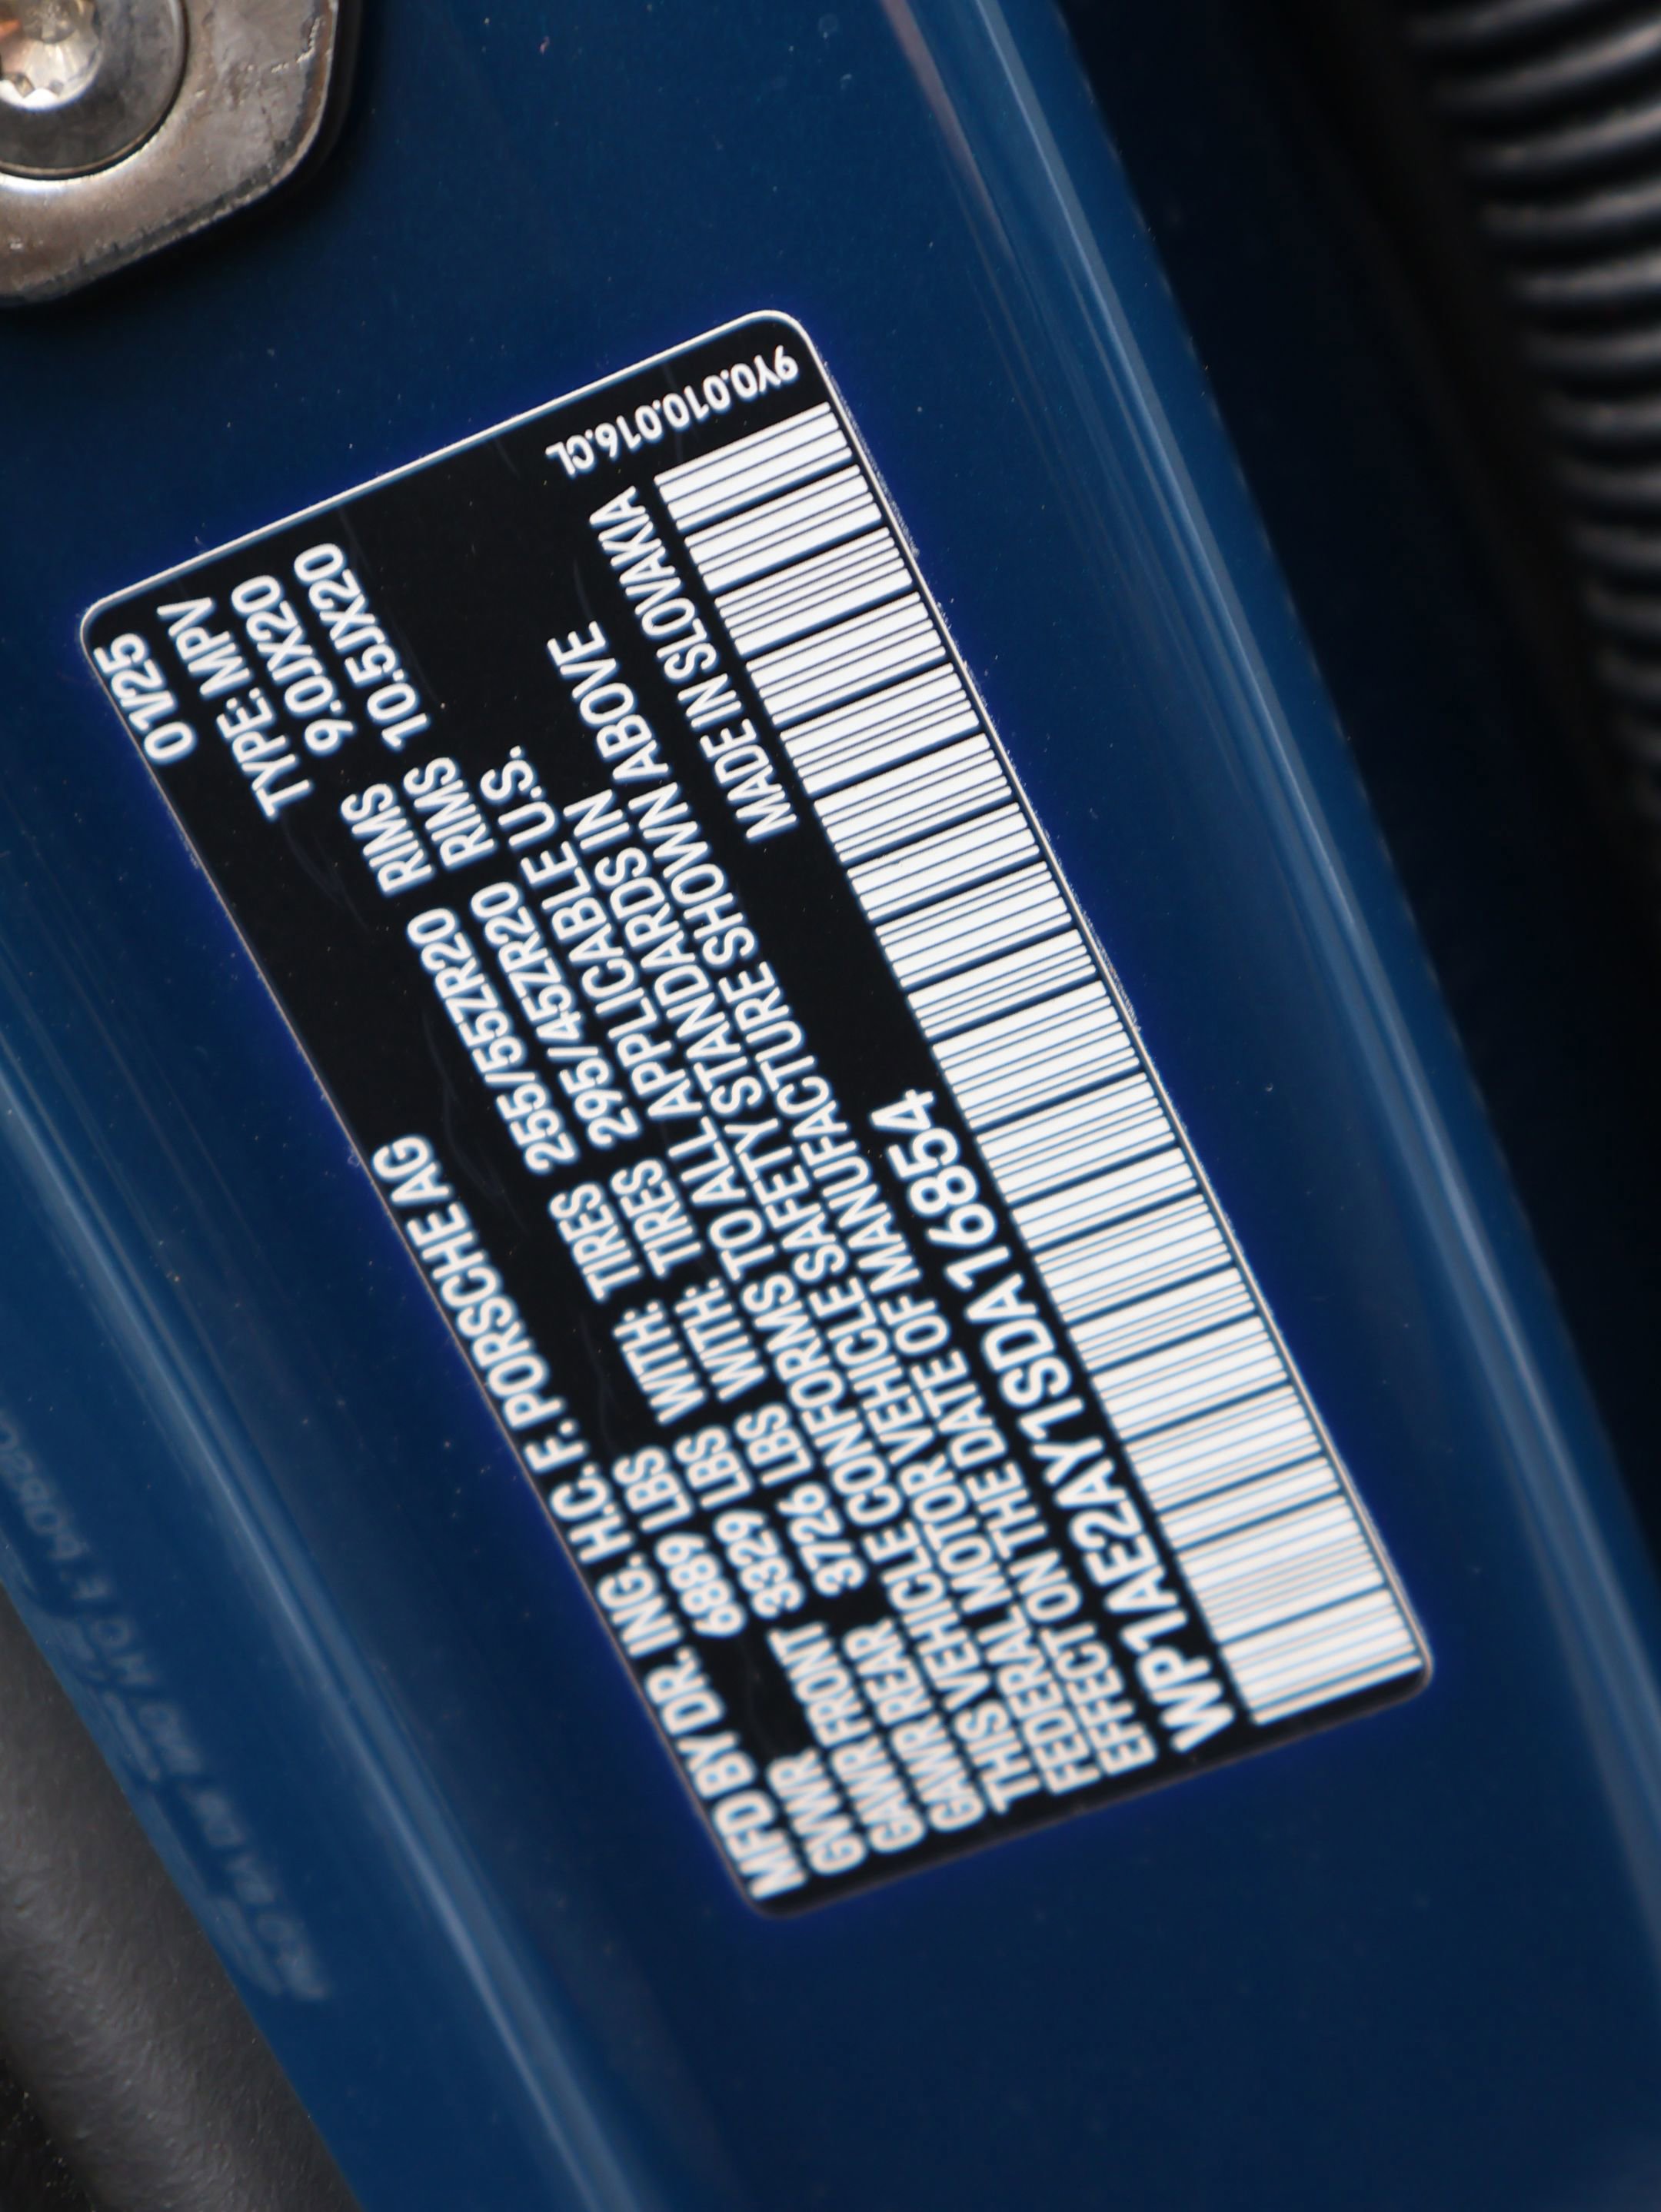 MFD BY DR. ING. H.C. F. PORSCHE AG 01/25
GVWR 6889 LBS TYPE: MPV
GAWR FRONT 3329 LBS WITH: TIRES 255/55ZR20 RIMS 9.0JX20
GAWR REAR 3726 LBS WITH: TIRES 295/45ZR20 RIMS 10.5JX20
THIS VEHICLE CONFORMS TO ALL APPLICABLE U.S.
FEDERAL MOTOR VEHICLE SAFETY STANDARDS IN
EFFECT ON THE DATE OF MANUFACTURE SHOWN ABOVE
WP1AE2AY1SDA16854 MADE IN SLOVAKIA
9Y0.010.016.CL